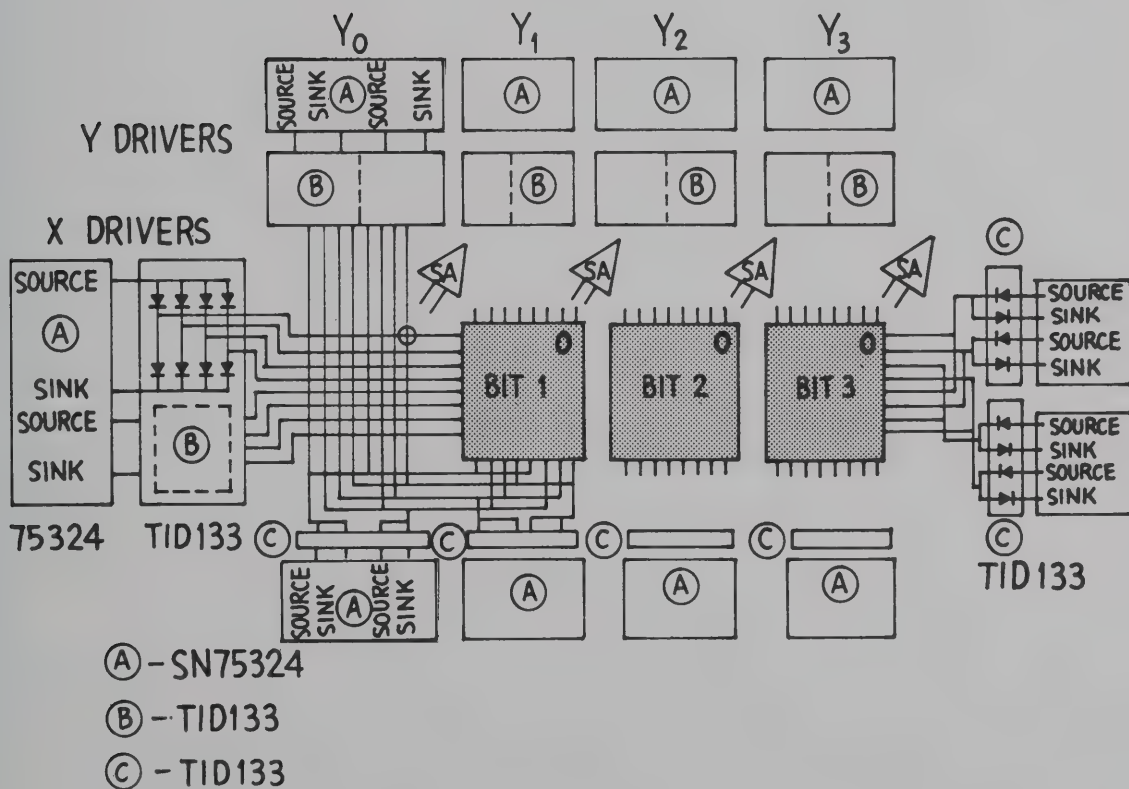 Y0 Y1 Y2 Y3
SOURCE SINK A SOURCE SINK
A
A
A
Y DRIVERS
B
B
B
B
X DRIVERS
SOURCE
A
SINK
SOURCE
SINK
B
75324
TID133
SA
SA
SA
SA
0
BIT 1
0
BIT 2
0
BIT 3
C
SOURCE
SINK
SOURCE
SINK
SOURCE
SINK
SOURCE
SINK
C
TID133
C
C
C
C
SOURCE SINK A SOURCE SINK
A
A
A
A - SN75324
B - TID133
C - TID133